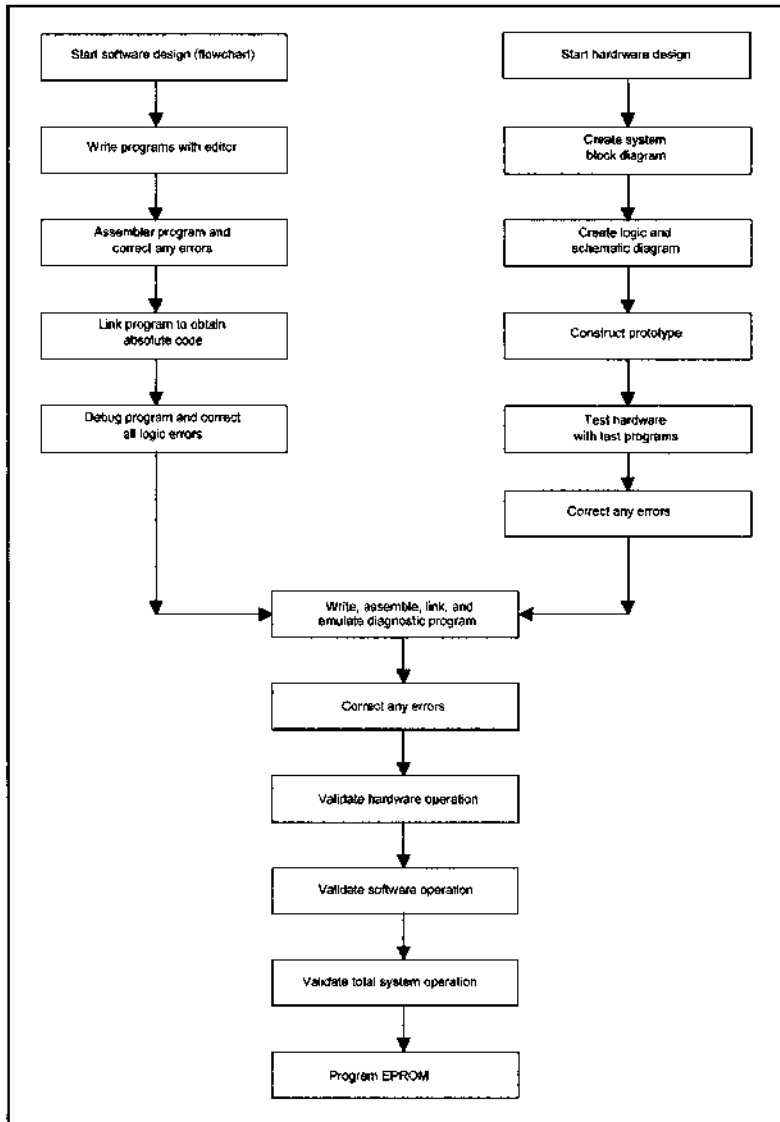 Start software design (flowchart)
Write programs with editor
Assembler program and
correct any errors
Link program to obtain
absolute code
Debug program and correct
all logic errors
Start hardware design
Create system
block diagram
Create logic and
schematic diagram
Construct prototype
Test hardware
with test programs
Correct any errors
Write, assemble, link, and
emulate diagnostic program
Correct any errors
Validate hardware operation
Validate software operation
Validate total system operation
Program EPROM